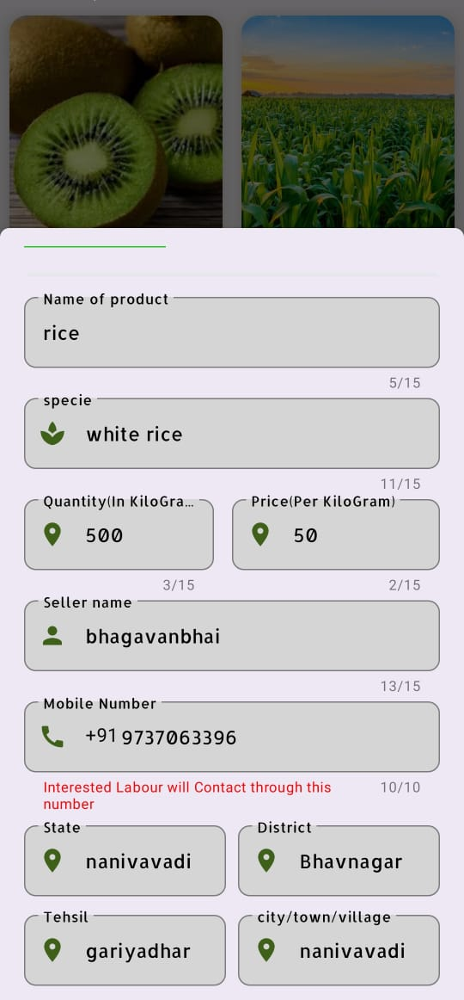 Name of product
rice
5/15
specie
white rice
11/15
Quantity(In KiloGra... Price(Per KiloGram)
500 50
3/15 2/15
Seller name
bhagavanbhai
13/15
Mobile Number
+91 9737063396
Interested Labour will Contact through this 10/10
number
State District
nanivavadi Bhavnagar
Tehsil city/town/village
gariyadhar nanivavadi